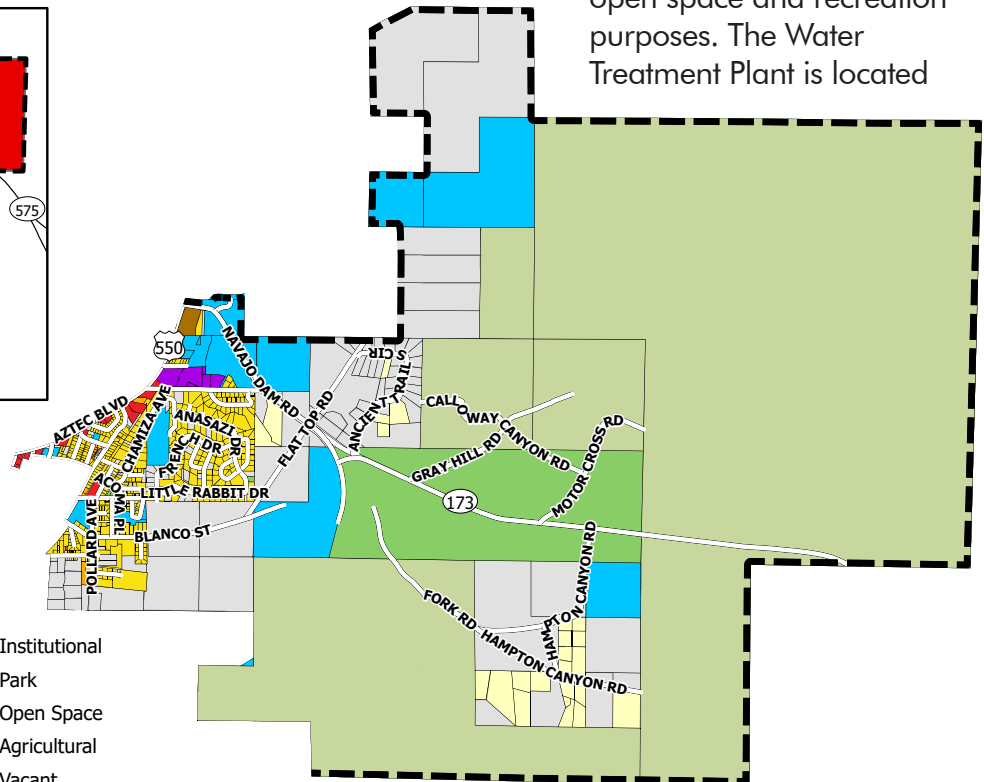 open space and recreation
purposes. The Water
Treatment Plant is located
575
550
NAVAJO DAM RD
S CIR
ANCIENT TRAIL
FLAT TOP RD
AZTEC BLVD
CHAMIZA AVE
ANASAZI DR
FRENCH DR
CALLOWAY CANYON RD
GRAY HILL RD
MOTOR CROSS RD
173
ACOMA PL
LITTLE RABBIT DR
POLLARD AVE
BLANCO ST
HAMPTON CANYON RD
FORK RD
HAMPTON CANYON RD
HAMPTON CANYON RD
Institutional
Park
Open Space
Agricultural
Vacant